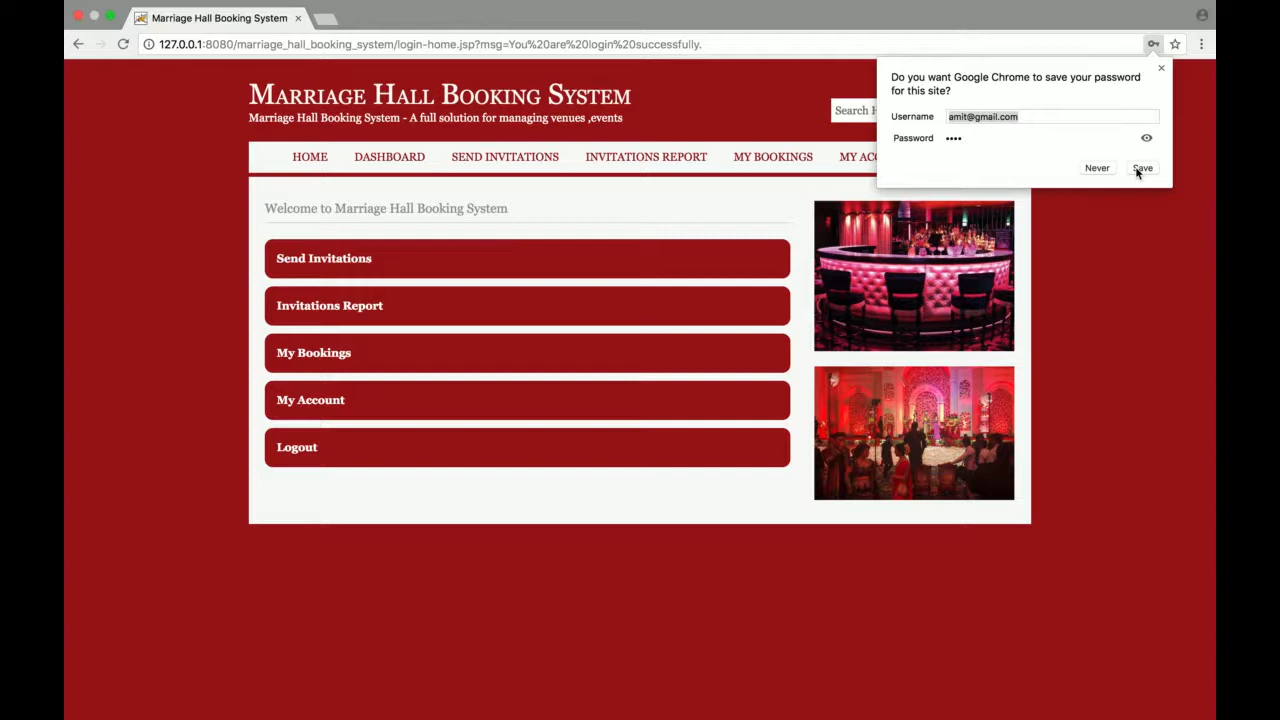 Marriage Hall Booking System
127.0.0.1:8080/marriage_hall_booking_system/login-home.jsp?msg=You%20are%20login%20successfully.
Do you want Google Chrome to save your password
for this site?
Username amit@gmail.com
Password ••••
Never Save
Marriage Hall Booking System
Marriage Hall Booking System - A full solution for managing venues ,events
Search H
HOME DASHBOARD SEND INVITATIONS INVITATIONS REPORT MY BOOKINGS MY ACC
Welcome to Marriage Hall Booking System
Send Invitations
Invitations Report
My Bookings
My Account
Logout